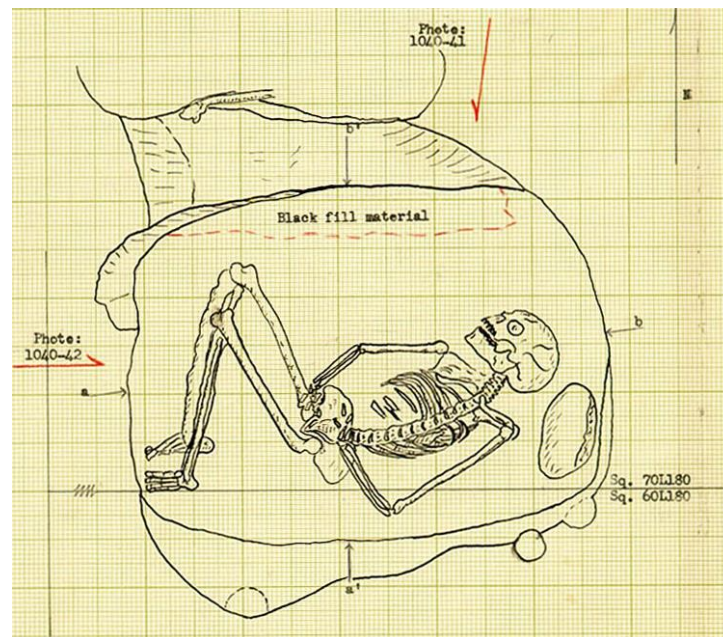 Photo:
1040-41
N
b'
Black fill material
Photo:
1040-42
b
a
Sq. 70L180
Sq. 60L180
a'